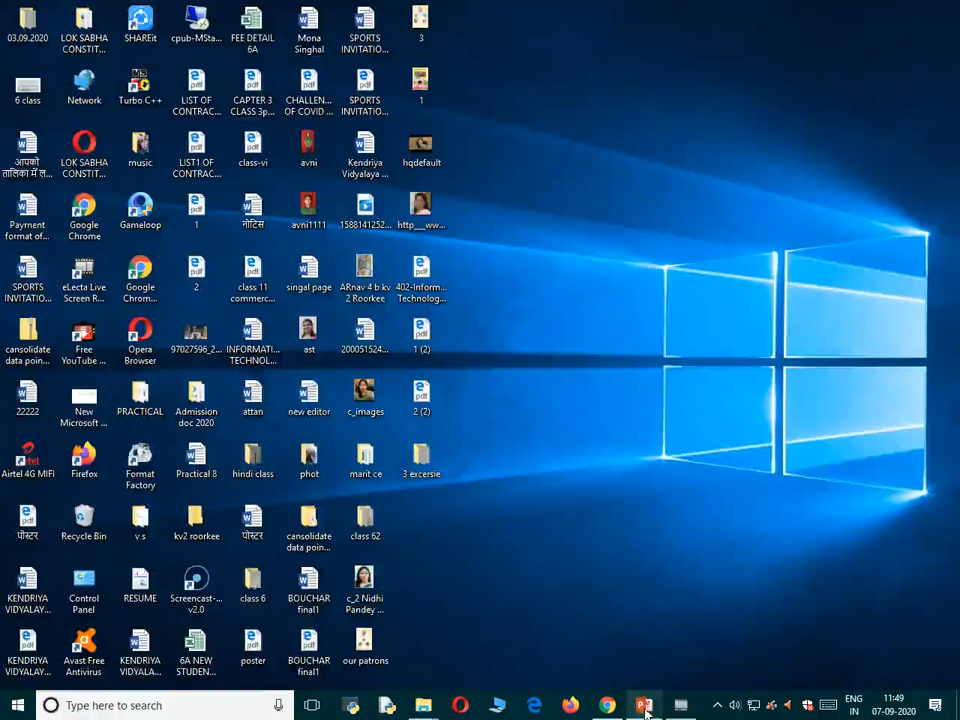 03.09.2020
LOK SABHA
CONSTIT...
SHAREit
cpub-MSta...
FEE DETAIL
6A
Mona
Singhal
SPORTS
INVITATIO...
3
6 class
Network
Turbo C++
LIST OF
CONTRAC...
CAPTER 3
CLASS 3p...
CHALLEN...
OF COVID ...
SPORTS
INVITATIO...
1
आपको
तालिका में ल...
LOK SABHA
CONSTIT...
music
LIST1 OF
CONTRAC...
class-vi
avni
Kendriya
Vidyalaya ...
hqdefault
Payment
format of...
Google
Chrome
Gameloop
1
नोटिस
avni1111
1588141252...
http___ww...
SPORTS
INVITATIO...
eLecta Live
Screen R...
Google
Chrom...
2
class 11
commerc...
singal page
ARnav 4 b kv
2 Roorkee
402-Inform...
Technolog...
cansolidate
data poin...
Free
YouTube ...
Opera
Browser
97027596_2...
INFORMATI...
TECHNOL...
ast
200051524...
1 (2)
22222
New
Microsoft ...
PRACTICAL
Admission
doc 2020
attan
new editor
c_images
2 (2)
Airtel 4G MIFI
Firefox
Format
Factory
Practical 8
hindi class
phot
marit ce
3 excersie
पोस्टर
Recycle Bin
v s
kv2 roorkee
पोस्टर
cansolidate
data poin...
class 62
KENDRIYA
VIDYALAY...
Control
Panel
RESUME
Screencast-...
v2.0
class 6
BOUCHAR
final1
c_2 Nidhi
Pandey ...
KENDRIYA
VIDYALAY...
Avast Free
Antivirus
KENDRIYA
VIDYALA...
6A NEW
STUDEN...
poster
BOUCHAR
final1
our patrons
Type here to search
ENG
IN
11:49
07-09-2020